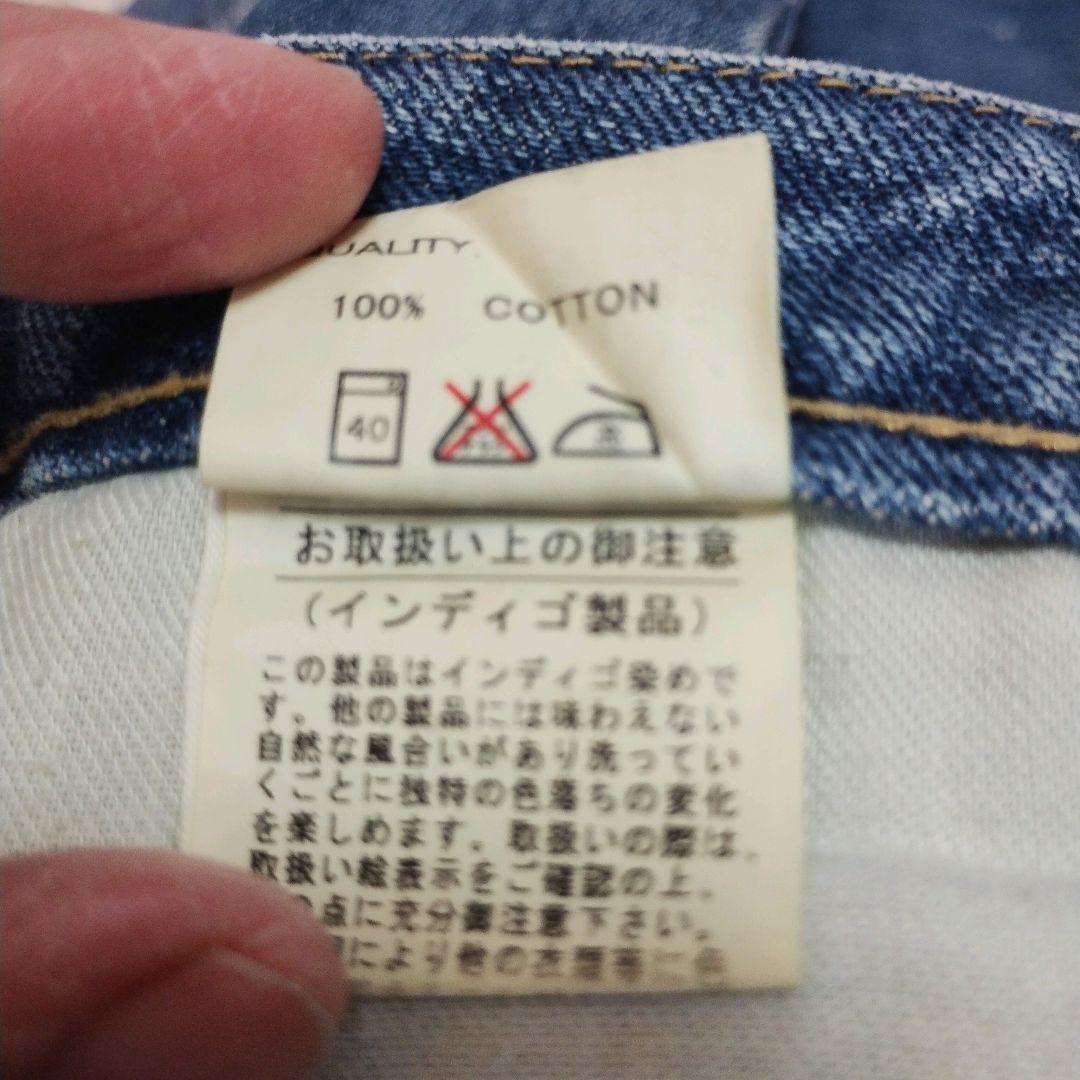 QUALITY.
100% COTTON
40
お取扱い上の御注意
(インディゴ製品)
この製品はインディゴ染めで
す。他の製品には味わえない
自然な風合いがあり洗ってい
くごとに独特の色落ちの変化
を楽しめます。取扱いの際は、
取扱い絵表示をご確認の上、
点に充分御注意下さい。
により他の衣類等に色